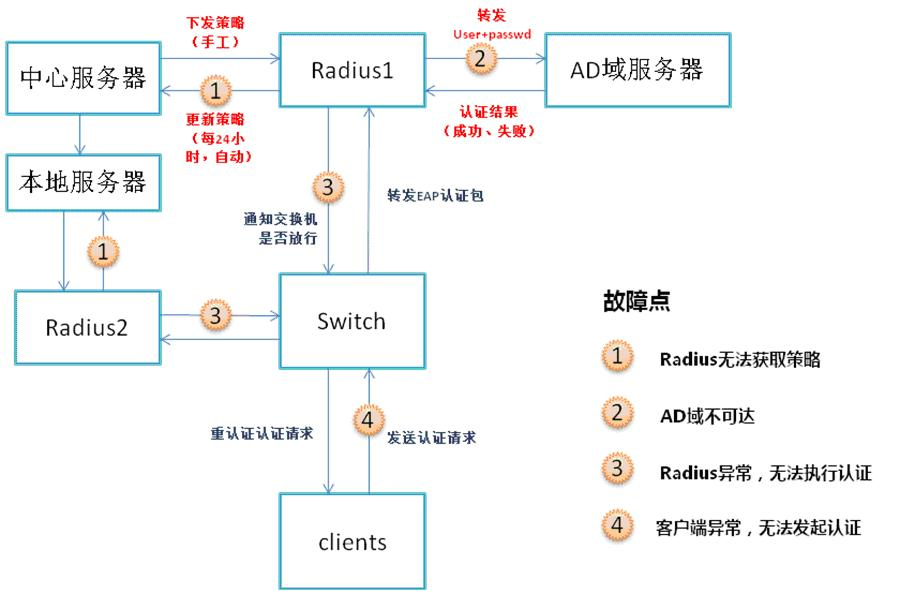 下发策略
（手工）
转发
User+passwd
中心服务器
Radius1
2
AD域服务器
1
更新策略
（每24小
时，自动）
认证结果
（成功、失败）
本地服务器
3
转发EAP认证包
通知交换机
是否放行
1
Radius2
3
Switch
重认证认证请求
4
发送认证请求
clients
故障点
1 Radius无法获取策略
2 AD域不可达
3 Radius异常，无法执行认证
4 客户端异常，无法发起认证